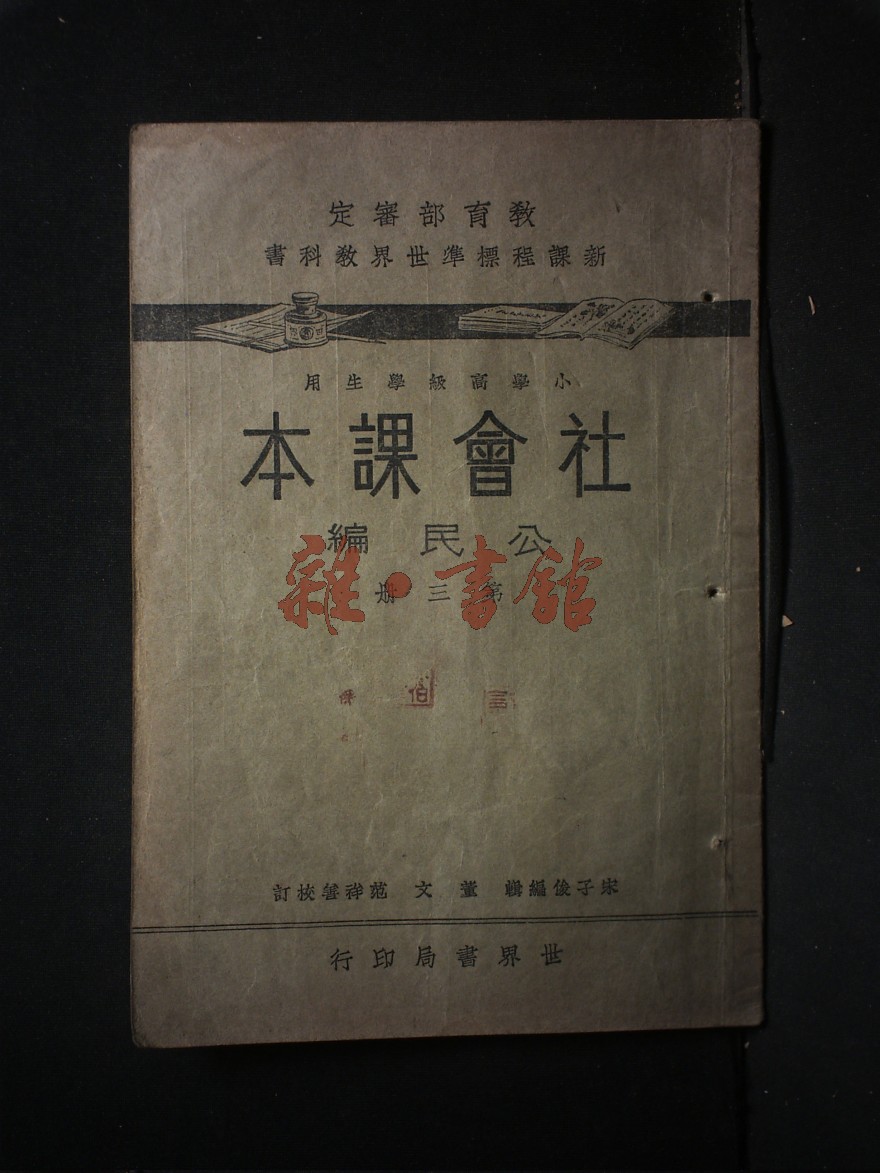 教育部審定
新課程標準世界教科書
小學高級學生用
社會課本
公民編
第三册
雜·書館
伯
宋子俊編輯 董文 范祥善校訂
世界書局印行